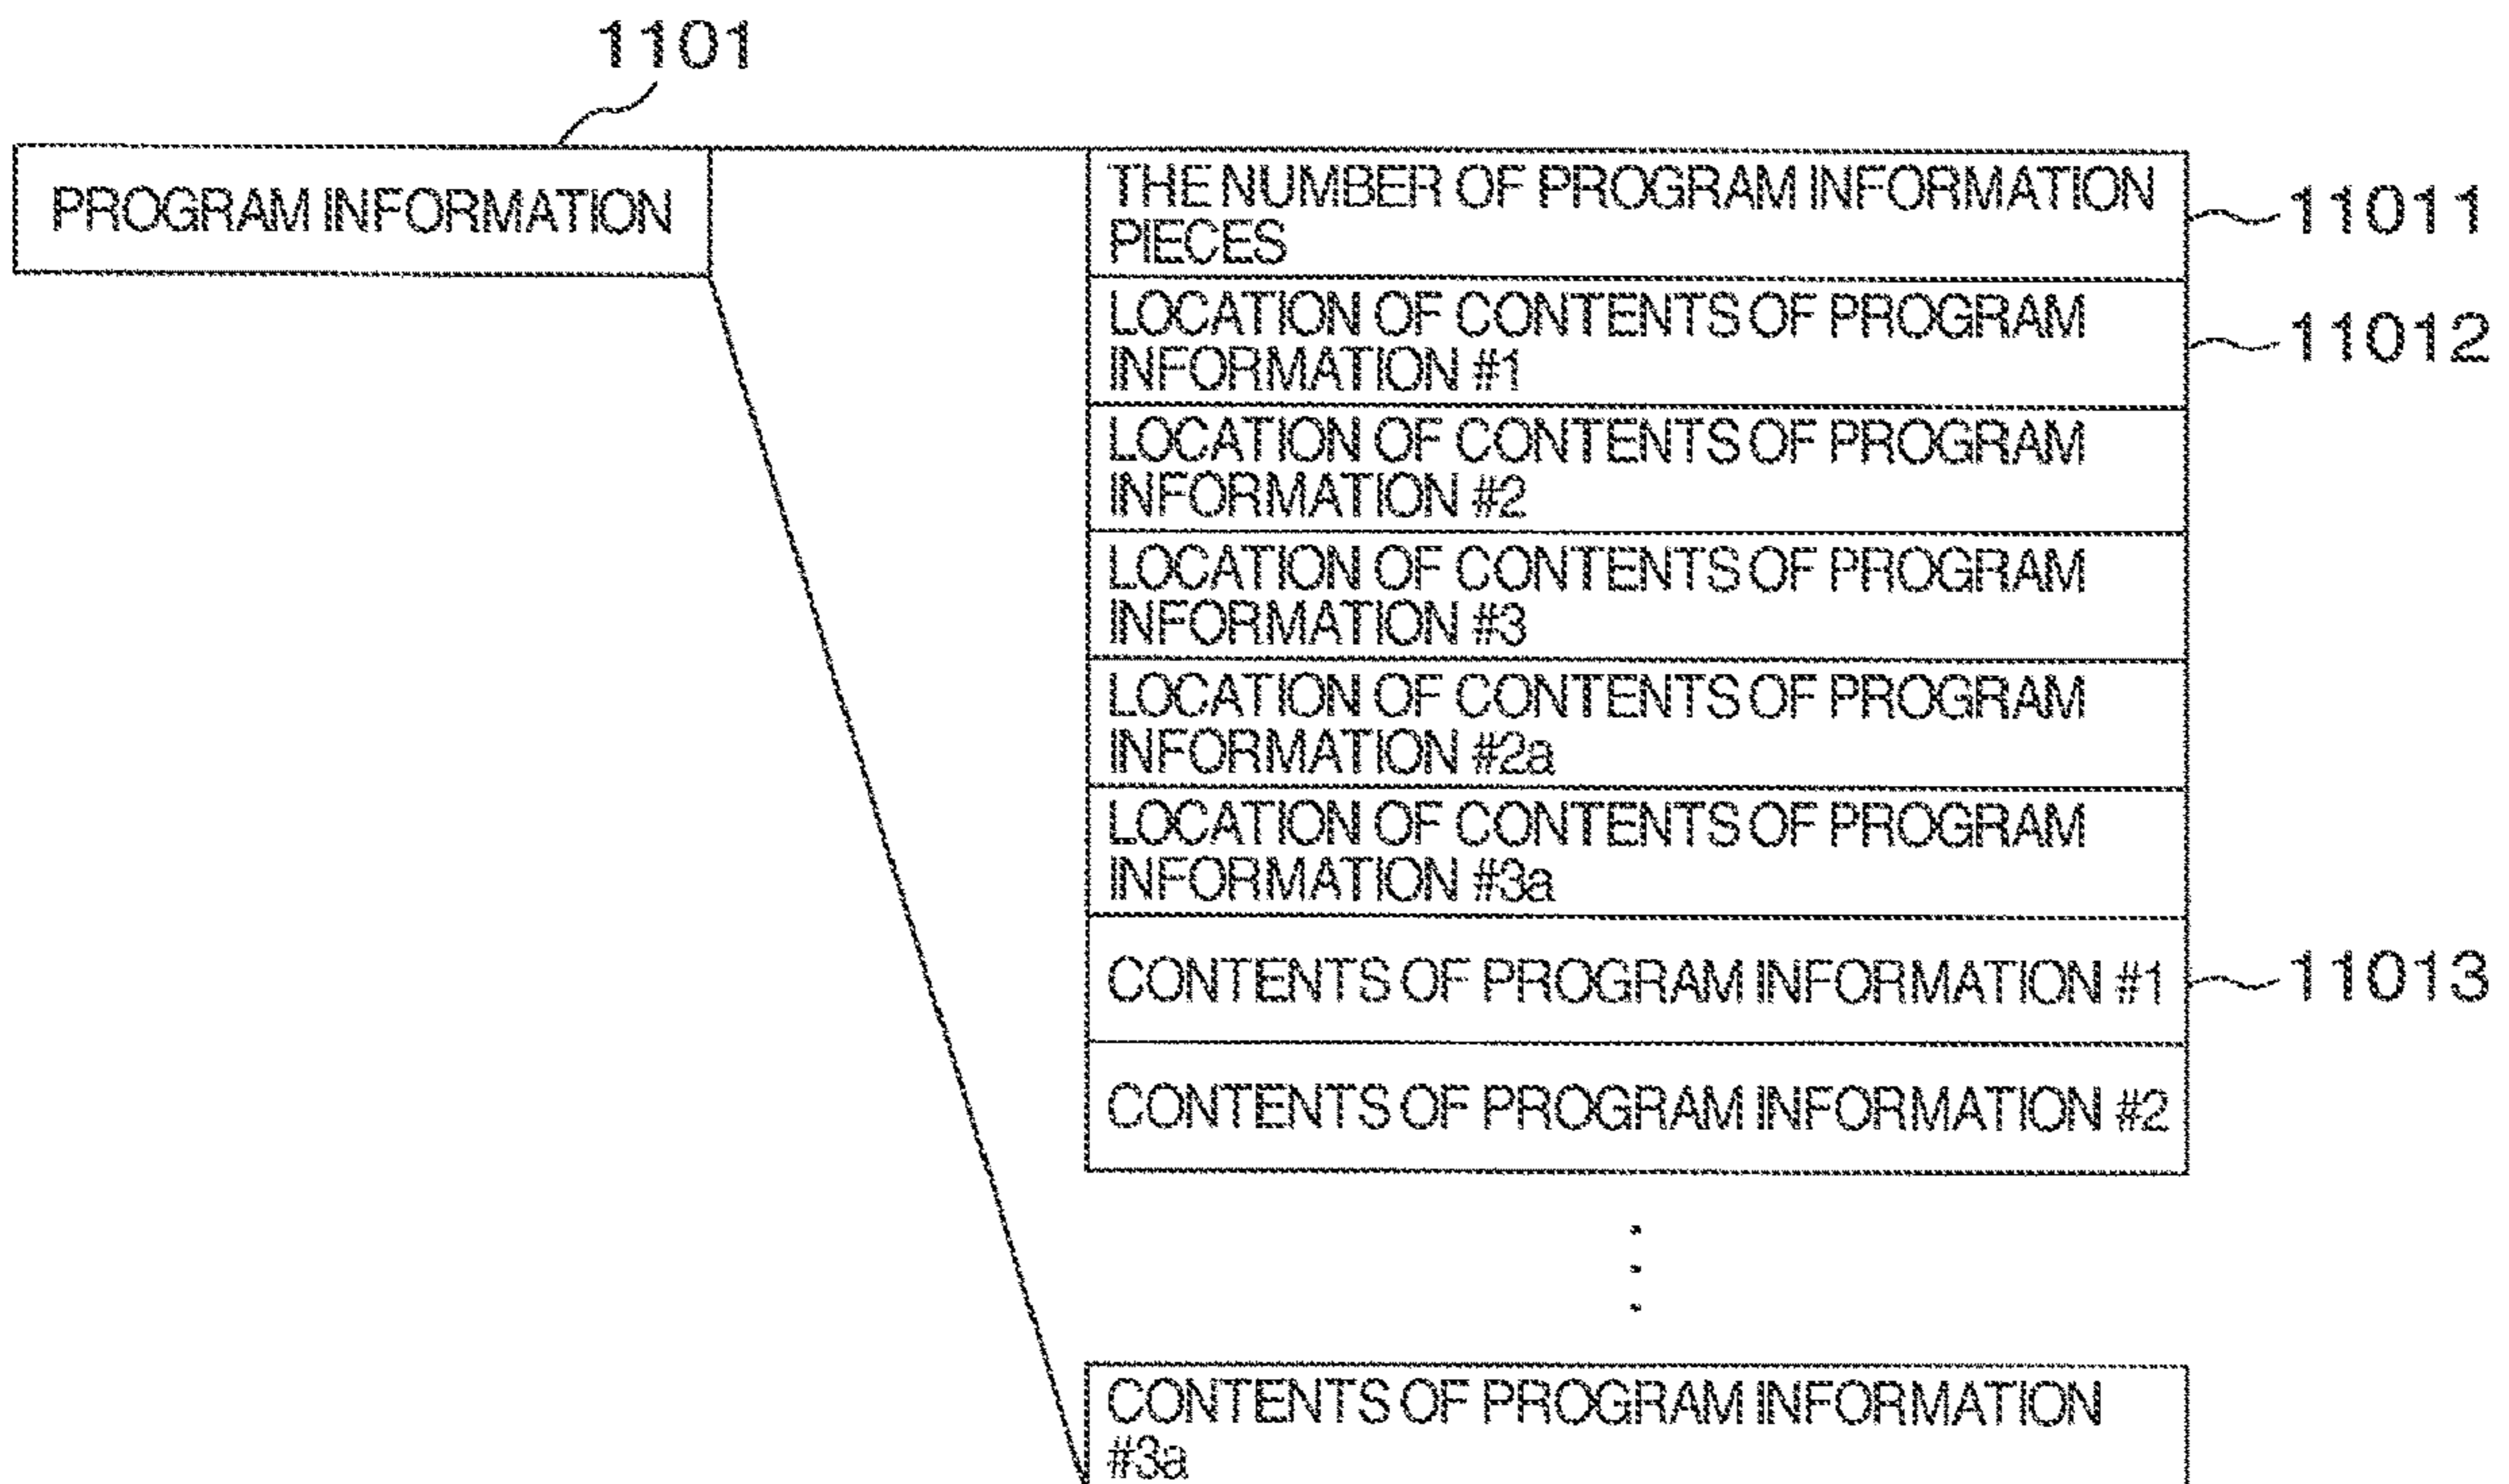 1101
PROGRAM INFORMATION
THE NUMBER OF PROGRAM INFORMATION
PIECES
11011
LOCATION OF CONTENTS OF PROGRAM
INFORMATION #1
11012
LOCATION OF CONTENTS OF PROGRAM
INFORMATION #2
LOCATION OF CONTENTS OF PROGRAM
INFORMATION #3
LOCATION OF CONTENTS OF PROGRAM
INFORMATION #2a
LOCATION OF CONTENTS OF PROGRAM
INFORMATION #3a
CONTENTS OF PROGRAM INFORMATION #1
11013
CONTENTS OF PROGRAM INFORMATION #2
CONTENTS OF PROGRAM INFORMATION
#3a